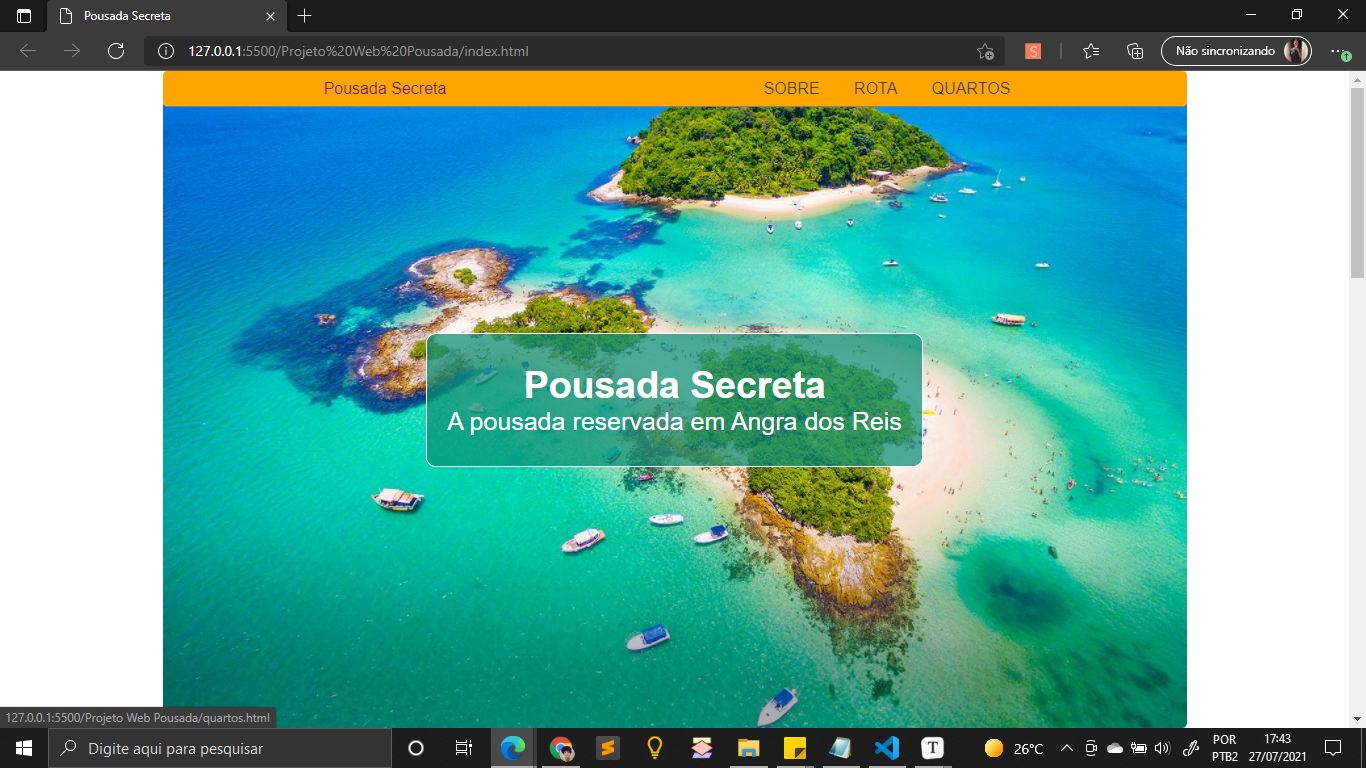 Pousada Secreta
127.0.0.1:5500/Projeto%20Web%20Pousada/index.html
S
Não sincronizando
Pousada Secreta
SOBRE
ROTA
QUARTOS
Pousada Secreta
A pousada reservada em Angra dos Reis
127.0.0.1:5500/Projeto Web Pousada/quartos.html
Digite aqui para pesquisar
T
26°C
POR
PTB2
17:43
27/07/2021